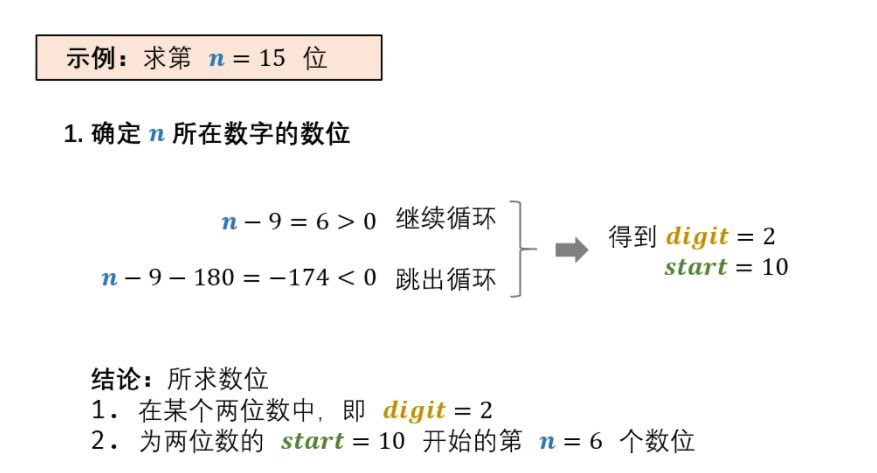 示例：求第 n = 15 位
1. 确定 n 所在数字的数位
n − 9 = 6 > 0 继续循环
n − 9 − 180 = −174 < 0 跳出循环
得到 digit = 2
start = 10
结论：所求数位
1. 在某个两位数中，即 digit = 2
2. 为两位数的 start = 10 开始的第 n = 6 个数位